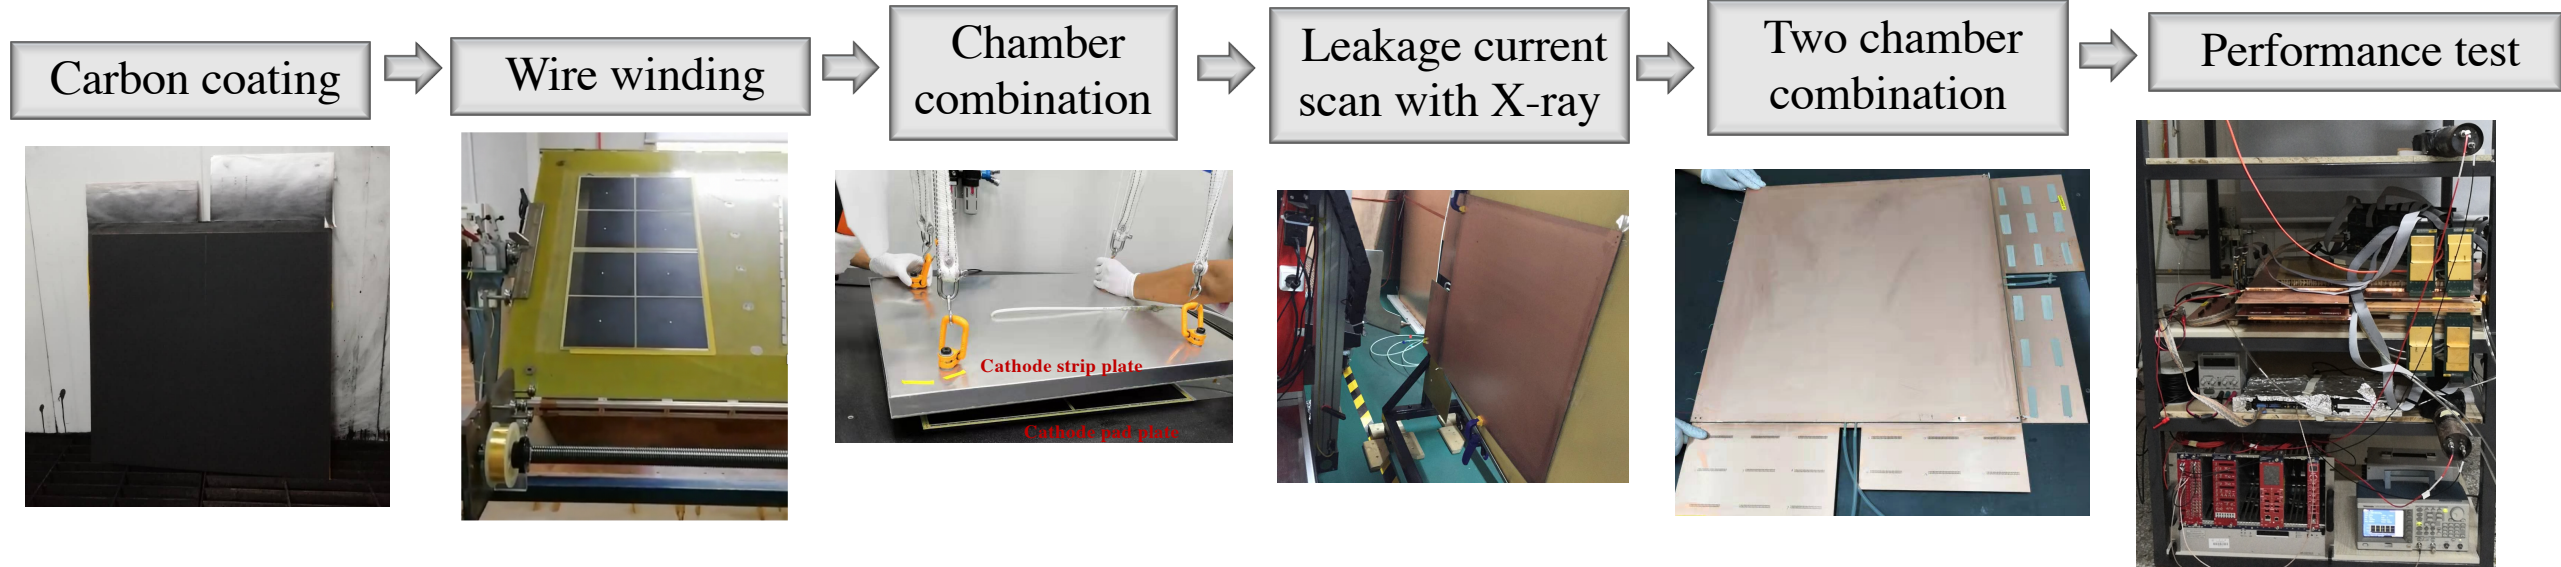 Carbon coating
Wire winding
Chamber
combination
Leakage current
scan with X-ray
Two chamber
combination
Performance test
Cathode strip plate
Cathode pad plate